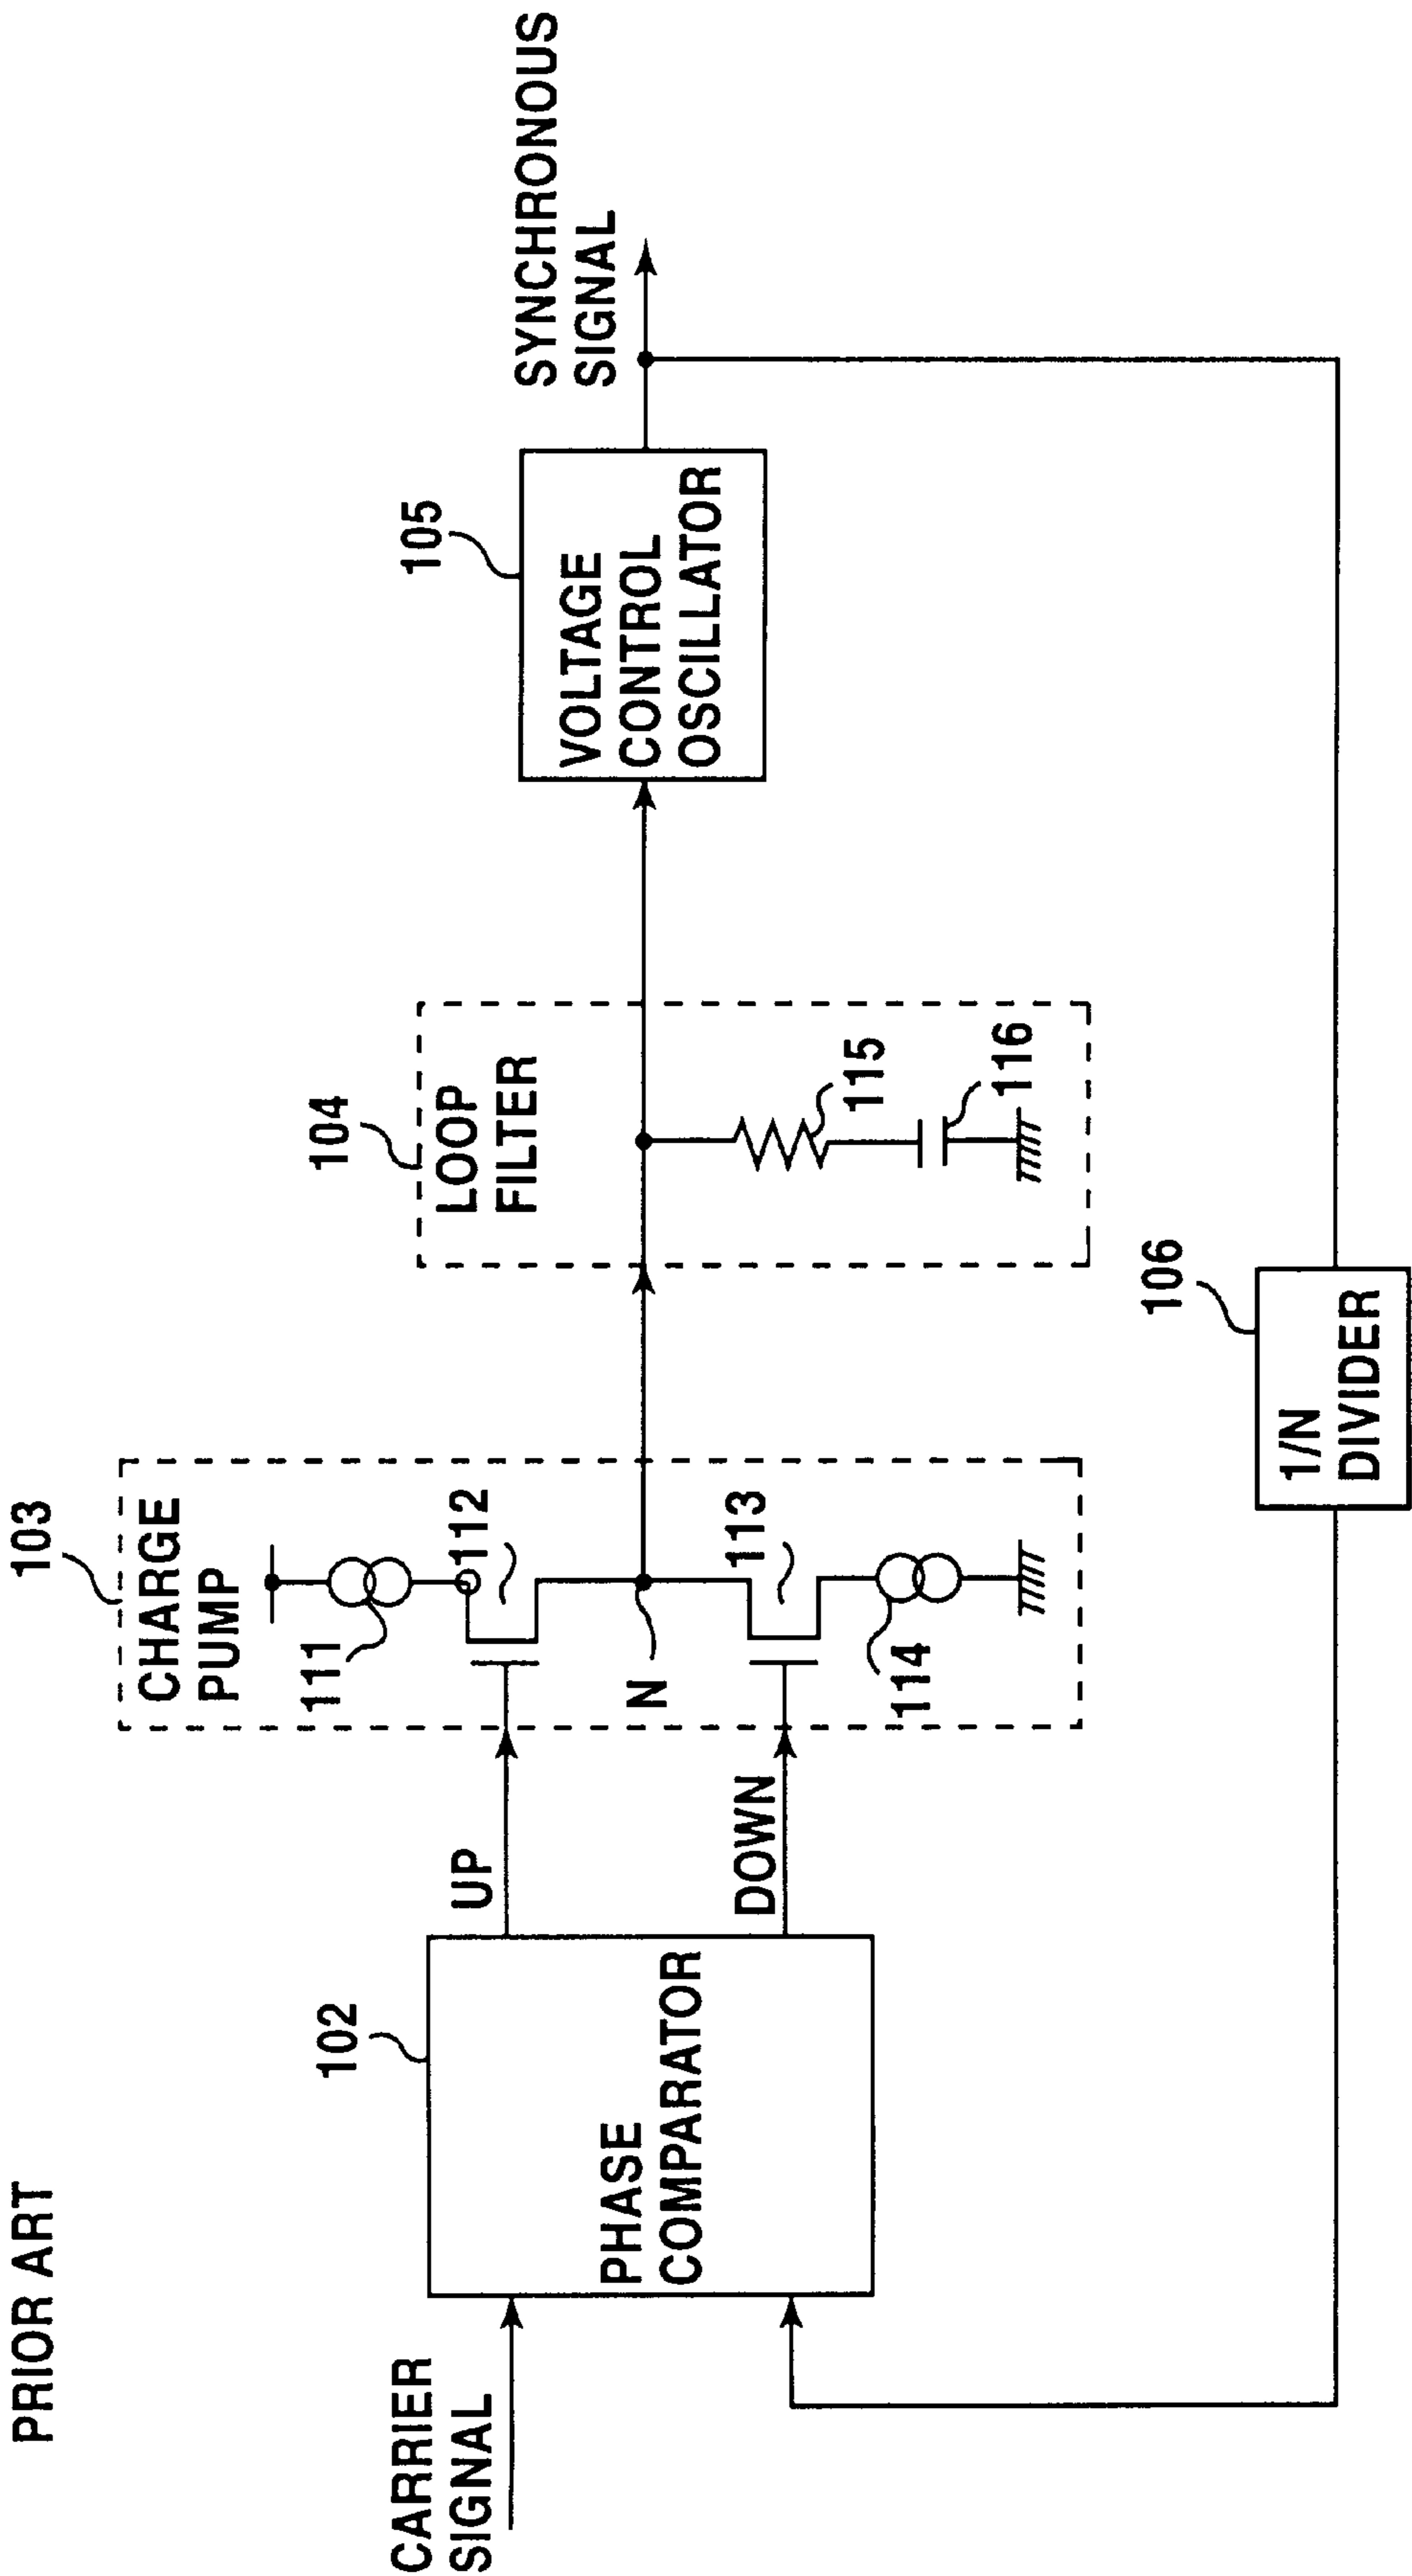 PRIOR ART
CARRIER
SIGNAL
102
PHASE
COMPARATOR
UP
DOWN
103
CHARGE
PUMP
111
112
N
113
114
104
LOOP
FILTER
115
116
105
VOLTAGE
CONTROL
OSCILLATOR
SYNCHRONOUS
SIGNAL
106
1/N
DIVIDER